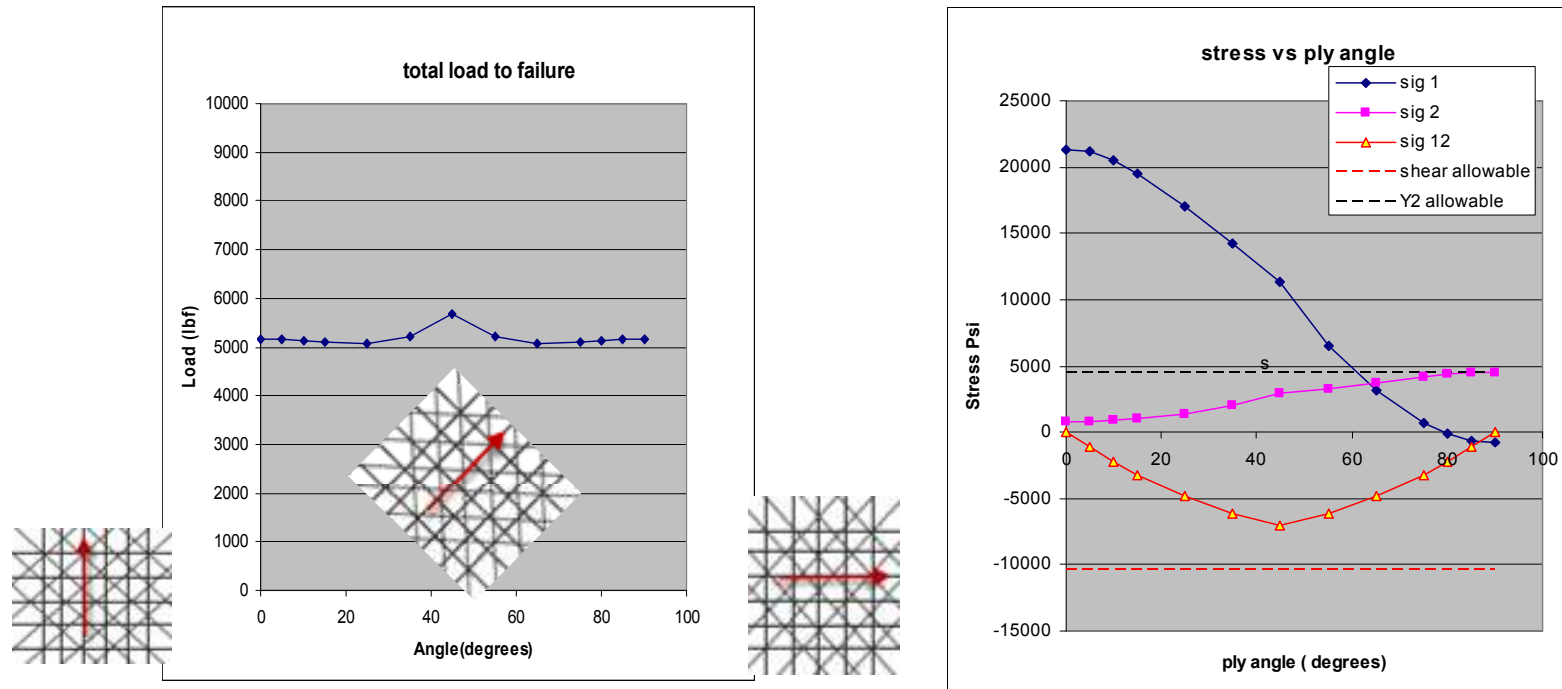 total load to failure
10000
9000
8000
7000
6000
5000
4000
3000
2000
1000
0
Load (lbf)
0 20 40 60 80 100
Angle(degrees)
stress vs ply angle
sig 1
sig 2
sig 12
shear allowable
Y2 allowable
25000
20000
15000
10000
5000
0
-5000
-10000
-15000
Stress Psi
s
0 20 40 60 80 100
ply angle ( degrees)